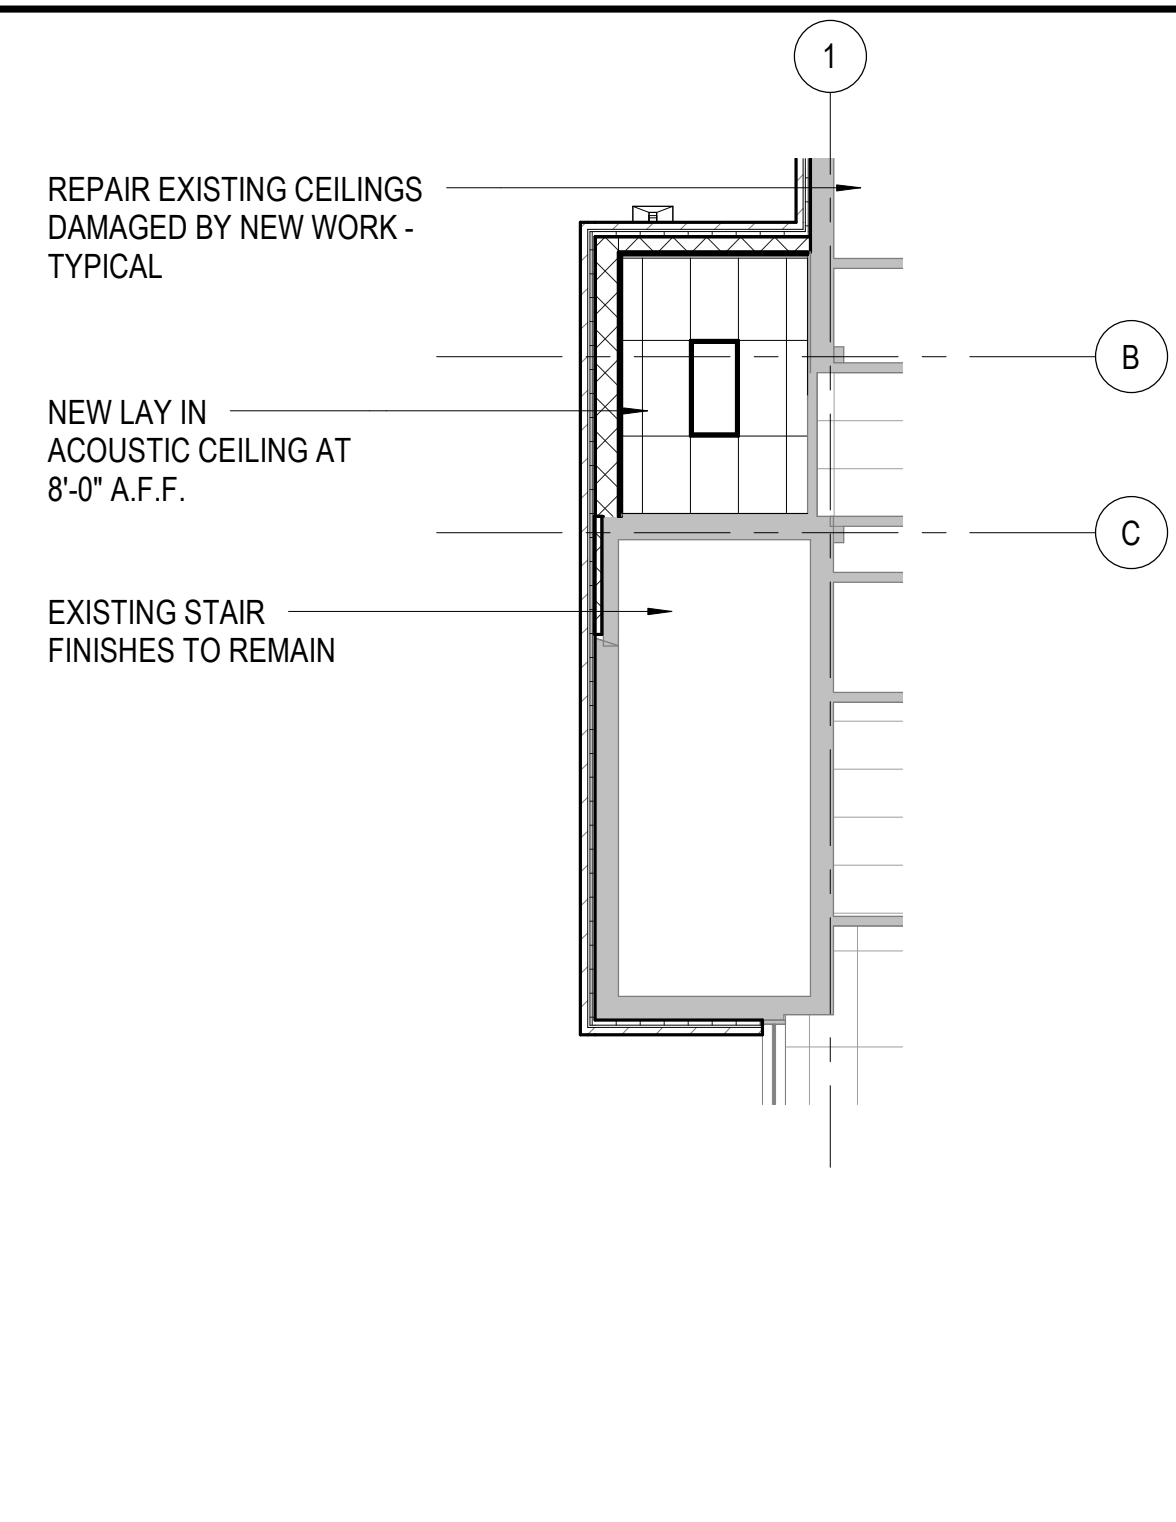 1
REPAIR EXISTING CEILINGS
DAMAGED BY NEW WORK -
TYPICAL
B
NEW LAY IN
ACOUSTIC CEILING AT
8'-0" A.F.F.
C
EXISTING STAIR
FINISHES TO REMAIN